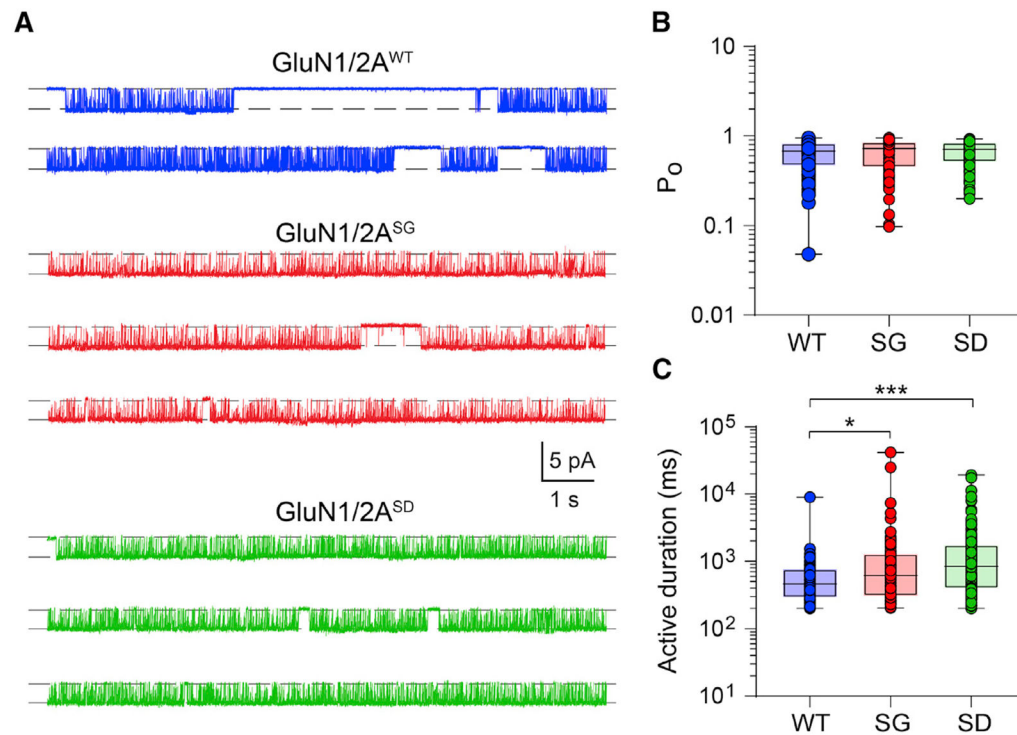 A
GluN1/2A^WT
GluN1/2A^SG
5 pA
1 s
GluN1/2A^SD
B
10
1
0.1
0.01
P_o
WT SG SD
C
***
*
10^5
10^4
10^3
10^2
10^1
Active duration (ms)
WT SG SD